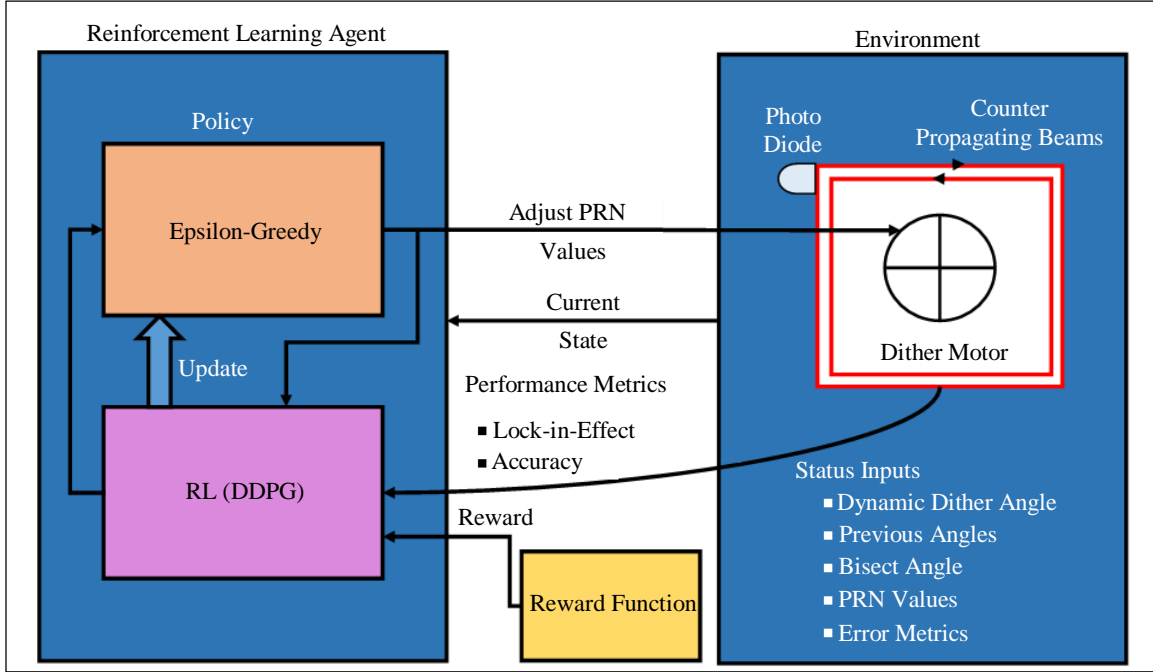 Reinforcement Learning Agent
Environment
Policy
Epsilon-Greedy
Update
RL (DDPG)
Adjust PRN
Values
Current
State
Performance Metrics
▪ Lock-in-Effect
▪ Accuracy
Reward
Reward Function
Photo
Diode
Counter
Propagating Beams
Dither Motor
Status Inputs
▪ Dynamic Dither Angle
▪ Previous Angles
▪ Bisect Angle
▪ PRN Values
▪ Error Metrics